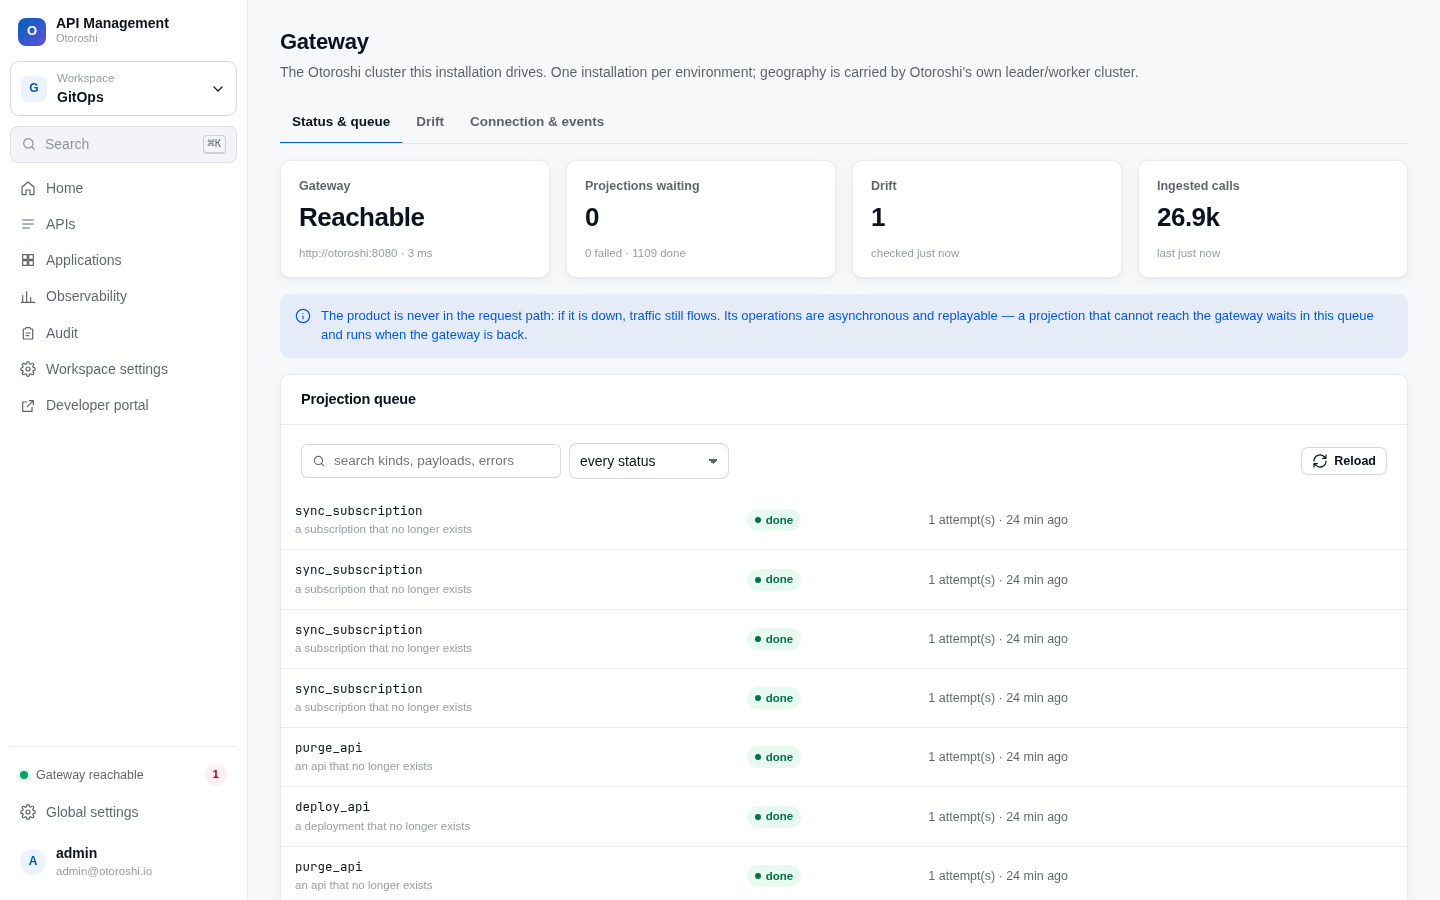 O
API Management
Otoroshi
G
Workspace
GitOps
Search
⌘K
Home
APIs
Applications
Observability
Audit
Workspace settings
Developer portal
Gateway reachable
1
Global settings
A
admin
admin@otoroshi.io
Gateway
The Otoroshi cluster this installation drives. One installation per environment; geography is carried by Otoroshi's own leader/worker cluster.
Status & queue
Drift
Connection & events
Gateway
Reachable
http://otoroshi:8080 · 3 ms
Projections waiting
0
0 failed · 1109 done
Drift
1
checked just now
Ingested calls
26.9k
last just now
The product is never in the request path: if it is down, traffic still flows. Its operations are asynchronous and replayable — a projection that cannot reach the gateway waits in this queue
and runs when the gateway is back.
Projection queue
search kinds, payloads, errors
every status
Reload
sync_subscription
a subscription that no longer exists
done
1 attempt(s) · 24 min ago
sync_subscription
a subscription that no longer exists
done
1 attempt(s) · 24 min ago
sync_subscription
a subscription that no longer exists
done
1 attempt(s) · 24 min ago
sync_subscription
a subscription that no longer exists
done
1 attempt(s) · 24 min ago
purge_api
an api that no longer exists
done
1 attempt(s) · 24 min ago
deploy_api
a deployment that no longer exists
done
1 attempt(s) · 24 min ago
purge_api
an api that no longer exists
done
1 attempt(s) · 24 min ago